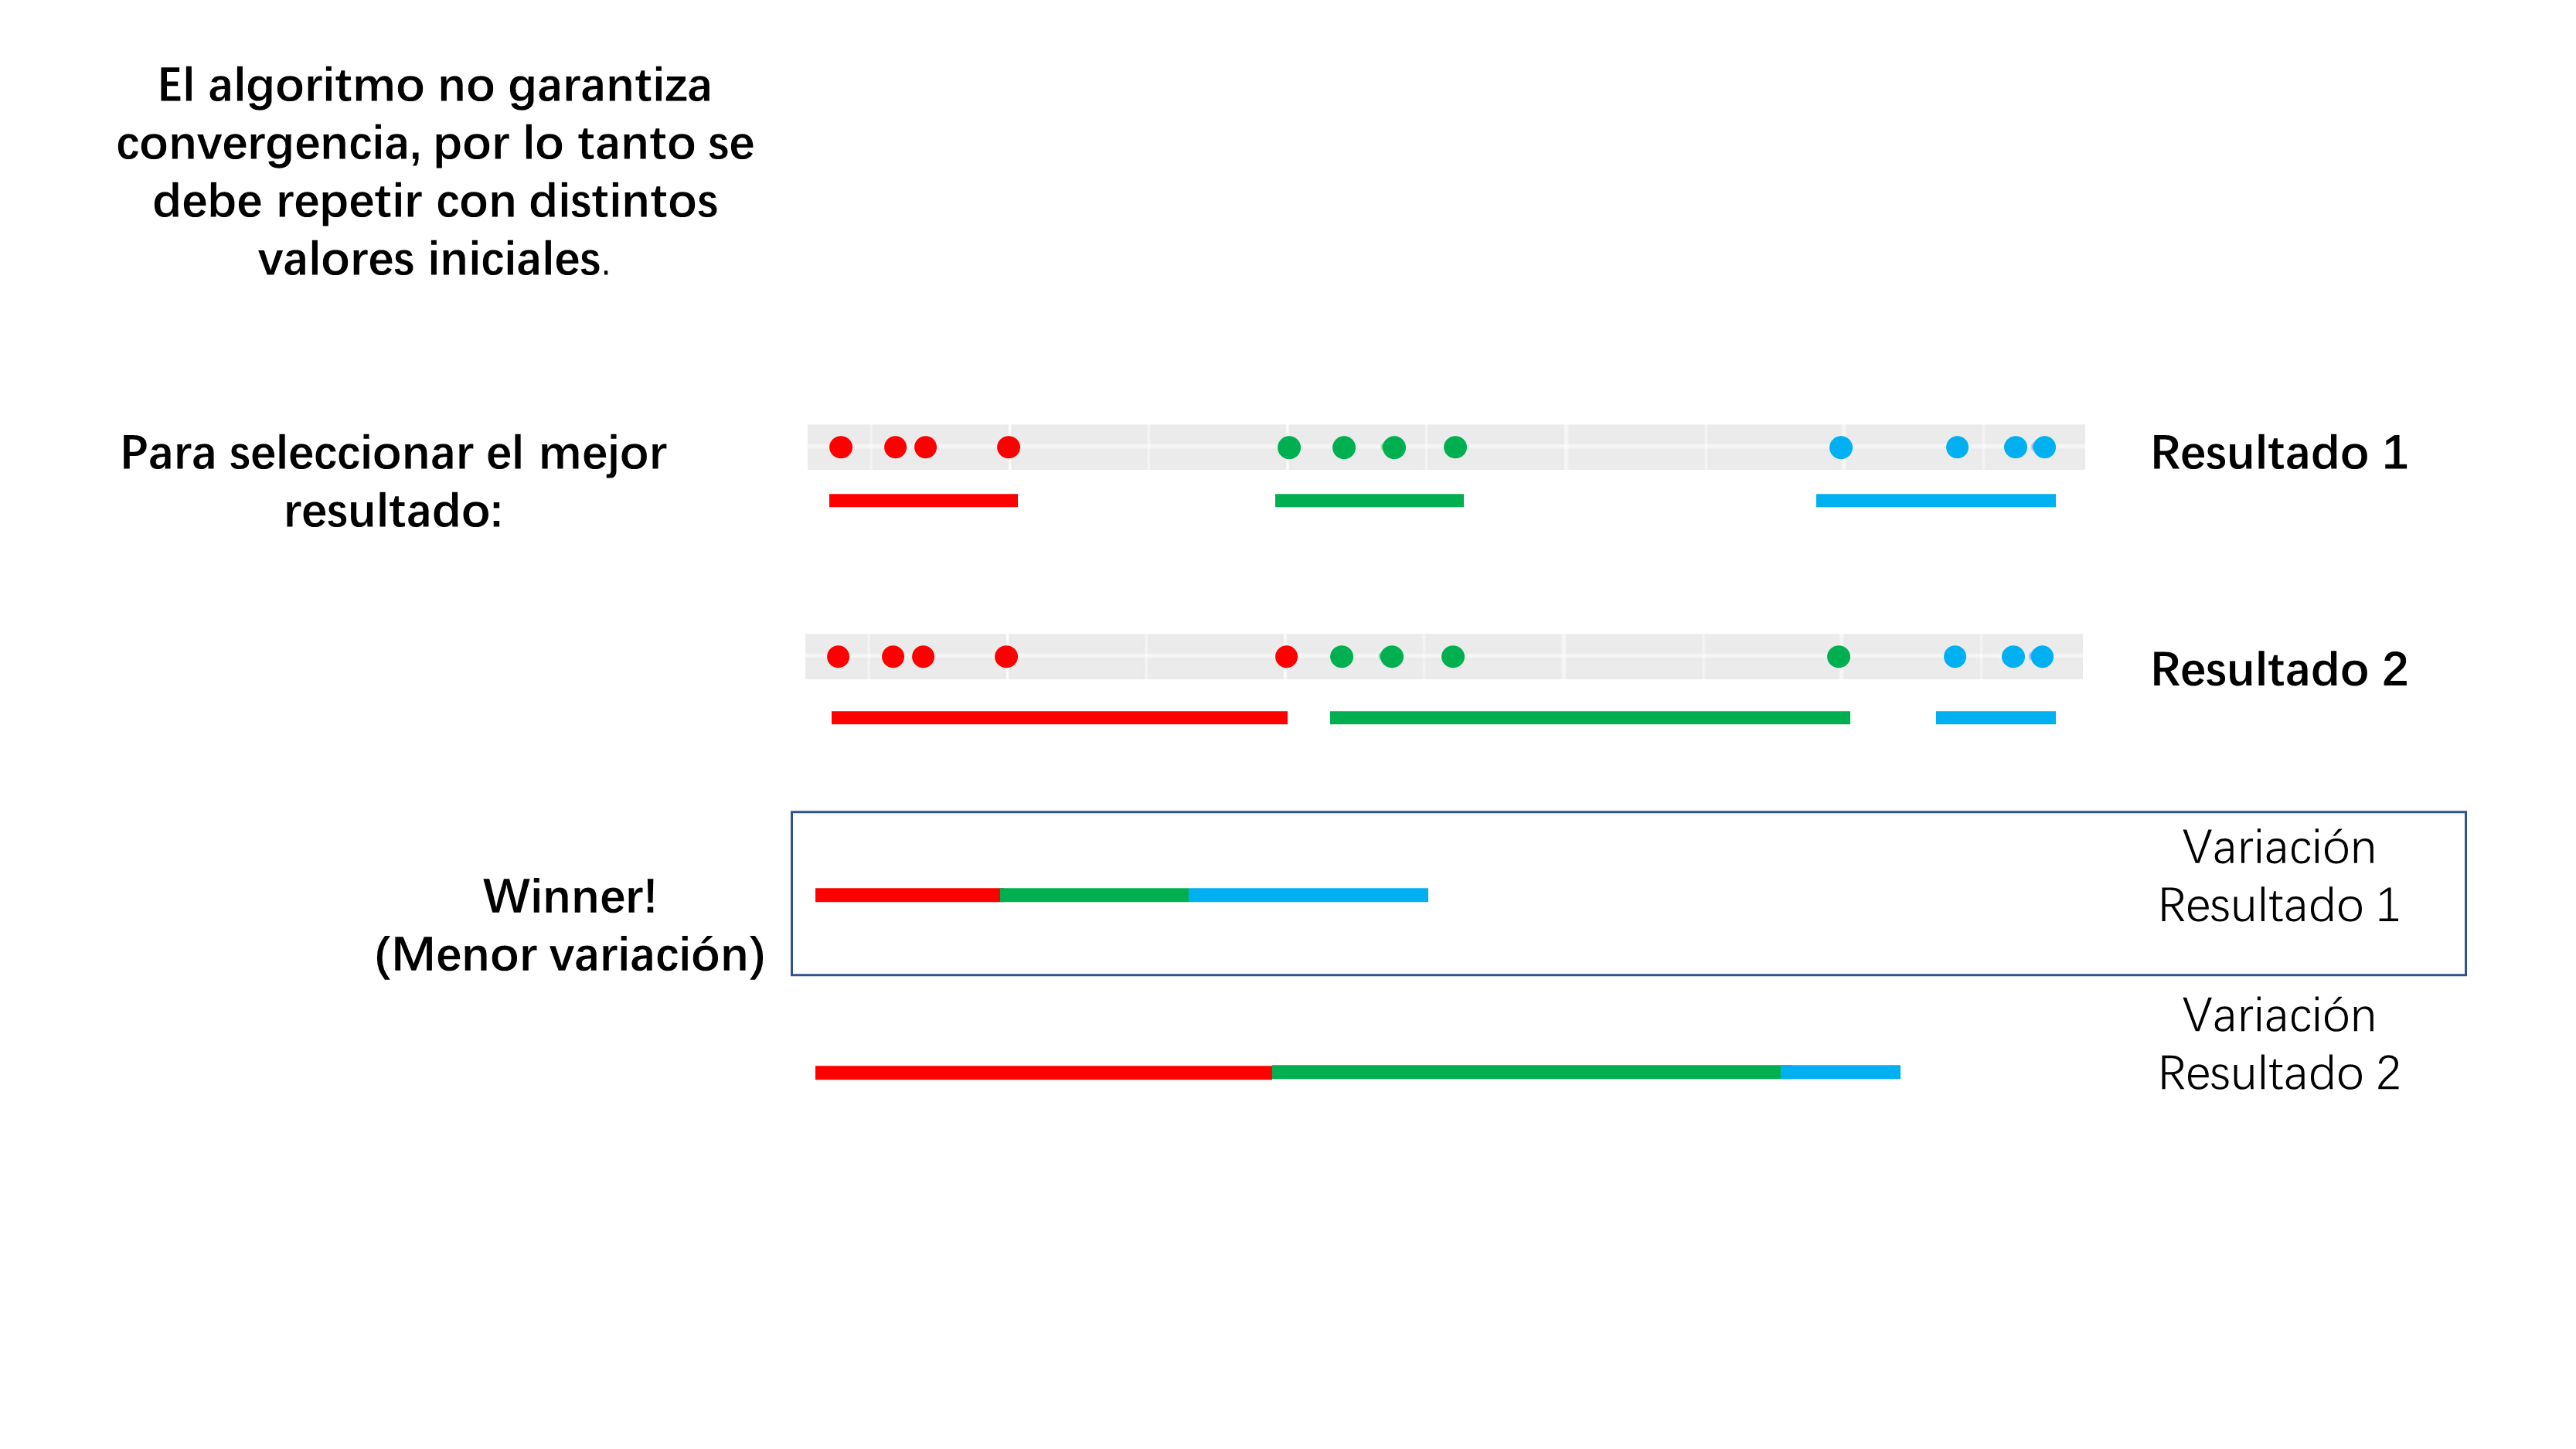 El algoritmo no garantiza
convergencia, por lo tanto se
debe repetir con distintos
valores iniciales.
Para seleccionar el mejor
resultado:
Resultado 1
Resultado 2
Winner!
(Menor variación)
Variación
Resultado 1
Variación
Resultado 2